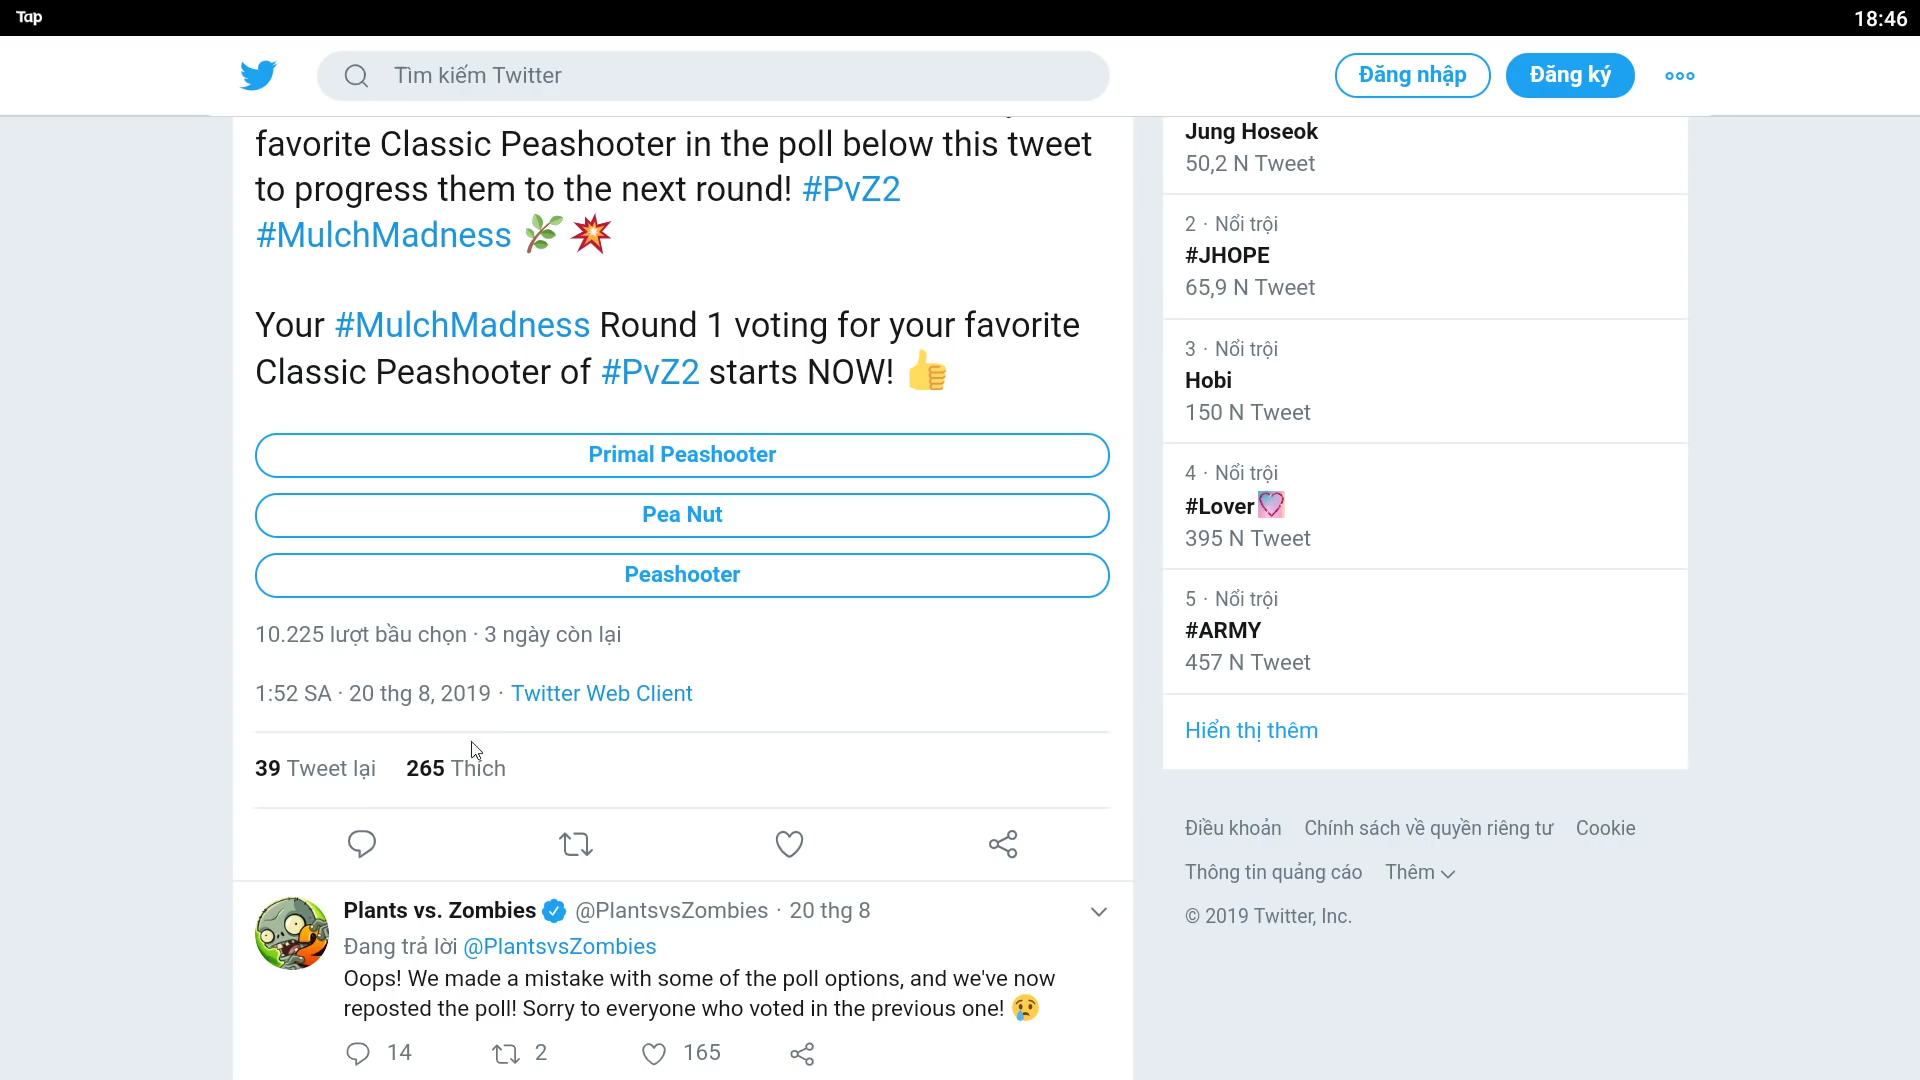 Tap
18:46
Tìm kiếm Twitter
Đăng nhập
Đăng ký
favorite Classic Peashooter in the poll below this tweet
to progress them to the next round! #PvZ2
#MulchMadness 🌿💥
Your #MulchMadness Round 1 voting for your favorite
Classic Peashooter of #PvZ2 starts NOW! 👍
Primal Peashooter
Pea Nut
Peashooter
10.225 lượt bầu chọn · 3 ngày còn lại
1:52 SA · 20 thg 8, 2019 · Twitter Web Client
39 Tweet lại 265 Thích
Plants vs. Zombies @PlantsvsZombies · 20 thg 8
Đang trả lời @PlantsvsZombies
Oops! We made a mistake with some of the poll options, and we've now
reposted the poll! Sorry to everyone who voted in the previous one! 😢
14 2 165
Jung Hoseok
50,2 N Tweet
2 · Nổi trội
#JHOPE
65,9 N Tweet
3 · Nổi trội
Hobi
150 N Tweet
4 · Nổi trội
#Lover
395 N Tweet
5 · Nổi trội
#ARMY
457 N Tweet
Hiển thị thêm
Điều khoản Chính sách về quyền riêng tư Cookie
Thông tin quảng cáo Thêm
© 2019 Twitter, Inc.